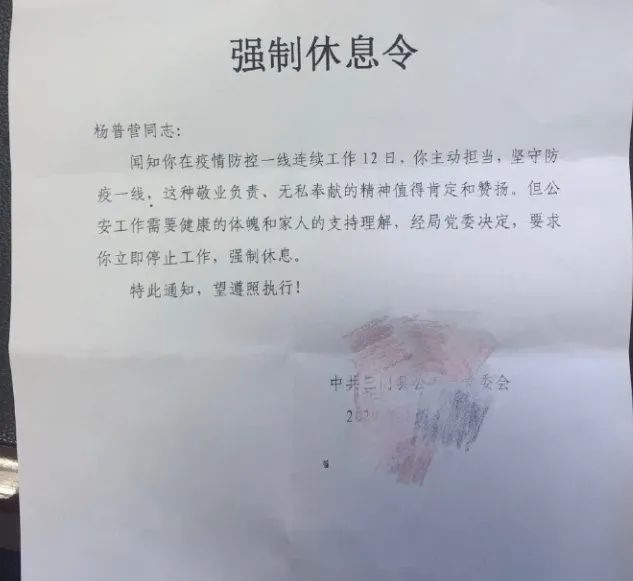 强制休息令
杨普营同志：
闻知你在疫情防控一线连续工作12日，你主动担当，坚守防
疫一线，这种敬业负责、无私奉献的精神值得肯定和赞扬。但公
安工作需要健康的体魄和家人的支持理解，经局党委决定，要求
你立即停止工作，强制休息。
特此通知，望遵照执行！
中共三门县公 委会
202